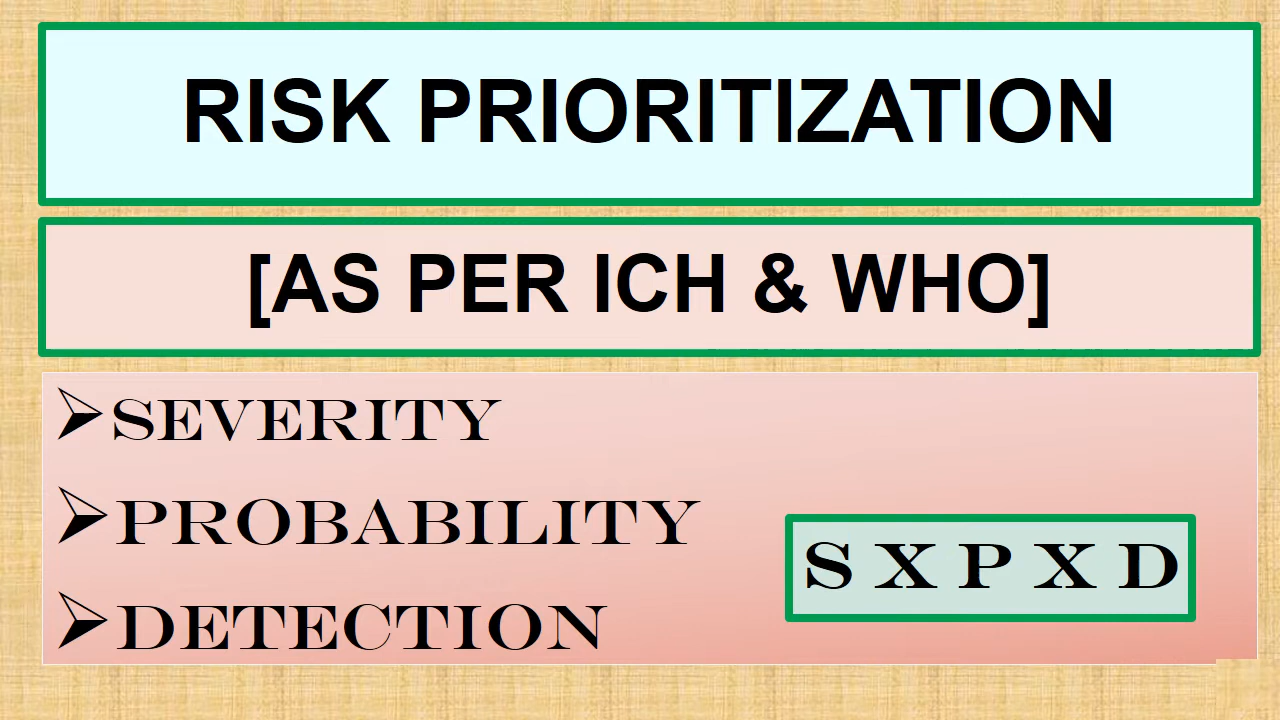 RISK PRIORITIZATION
[AS PER ICH & WHO]
➢SEVERITY
➢PROBABILITY
➢DETECTION
S X P X D